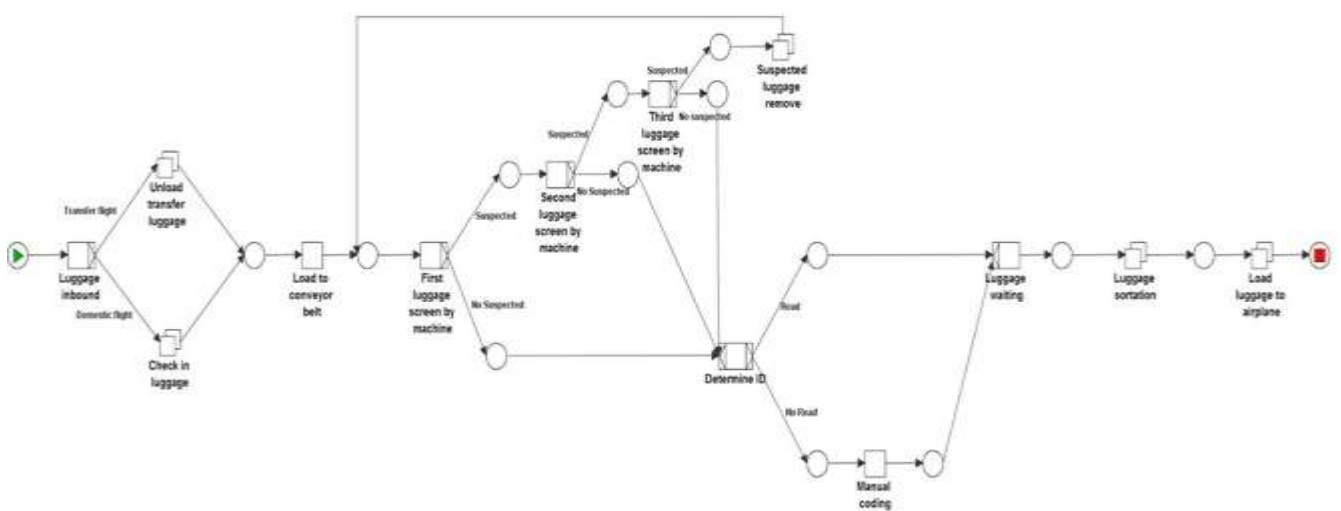 Suspected
Suspected
luggage
remove
No suspected
Third
luggage
screen by
machine
Suspected
No Suspected
Second
luggage
screen by
machine
Unload
transfer
luggage
Transfer flight
Suspected
Luggage
inbound
Load to
conveyor
belt
First
luggage
screen by
machine
Luggage
waiting
Luggage
sortation
Load
luggage to
airplane
Domestic flight
No Suspected
Read
Check in
luggage
Determine ID
No Read
Manual
coding